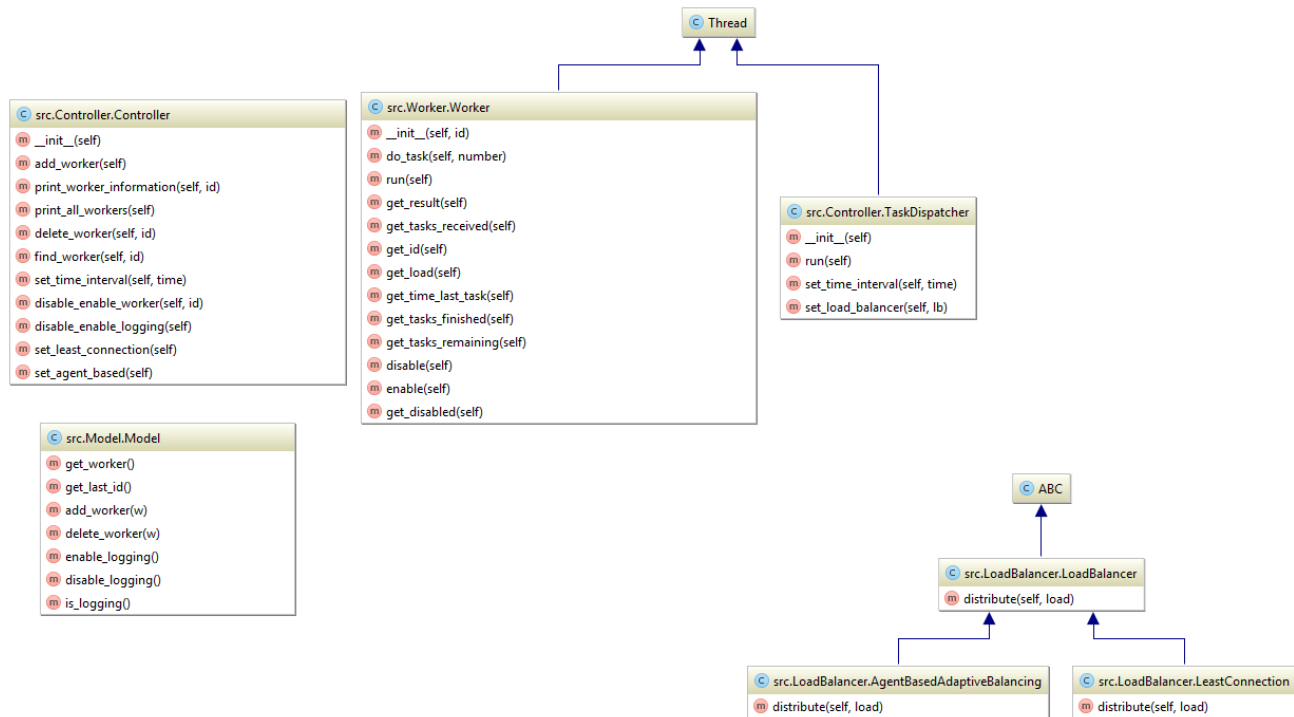 Thread
src.Controller.Controller
__init__(self)
add_worker(self)
print_worker_information(self, id)
print_all_workers(self)
delete_worker(self, id)
find_worker(self, id)
set_time_interval(self, time)
disable_enable_worker(self, id)
disable_enable_logging(self)
set_least_connection(self)
set_agent_based(self)
src.Worker.Worker
__init__(self, id)
do_task(self, number)
run(self)
get_result(self)
get_tasks_received(self)
get_id(self)
get_load(self)
get_time_last_task(self)
get_tasks_finished(self)
get_tasks_remaining(self)
disable(self)
enable(self)
get_disabled(self)
src.Controller.TaskDispatcher
__init__(self)
run(self)
set_time_interval(self, time)
set_load_balancer(self, lb)
src.Model.Model
get_worker()
get_last_id()
add_worker(w)
delete_worker(w)
enable_logging()
disable_logging()
is_logging()
ABC
src.LoadBalancer.LoadBalancer
distribute(self, load)
src.LoadBalancer.AgentBasedAdaptiveBalancing
distribute(self, load)
src.LoadBalancer.LeastConnection
distribute(self, load)